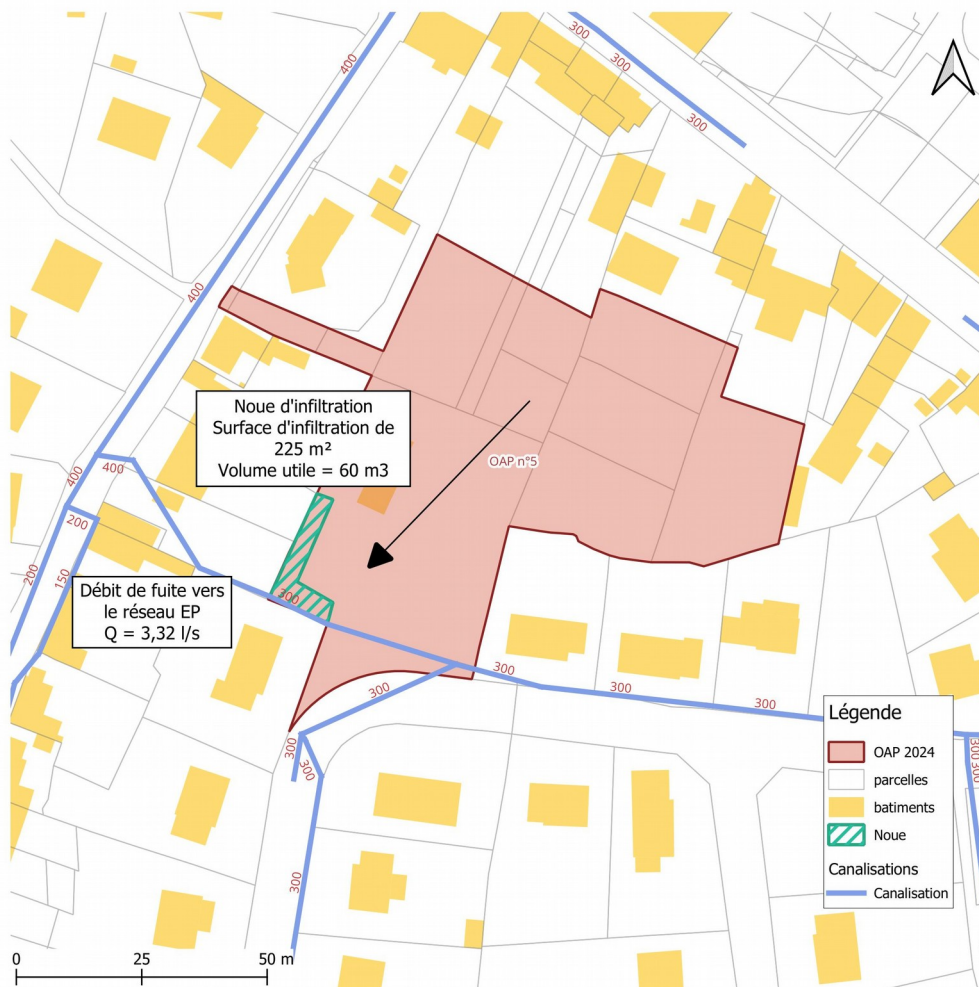 300
300
300
400
400
Noue d'infiltration
Surface d'infiltration de
225 m²
Volume utile = 60 m3
OAP n°5
400
400
200
200
150
Débit de fuite vers
le réseau EP
Q = 3,32 l/s
300
300
300
300
300
300
300
300
300
300
Légende
OAP 2024
parcelles
batiments
Noue
Canalisations
Canalisation
0 25 50 m